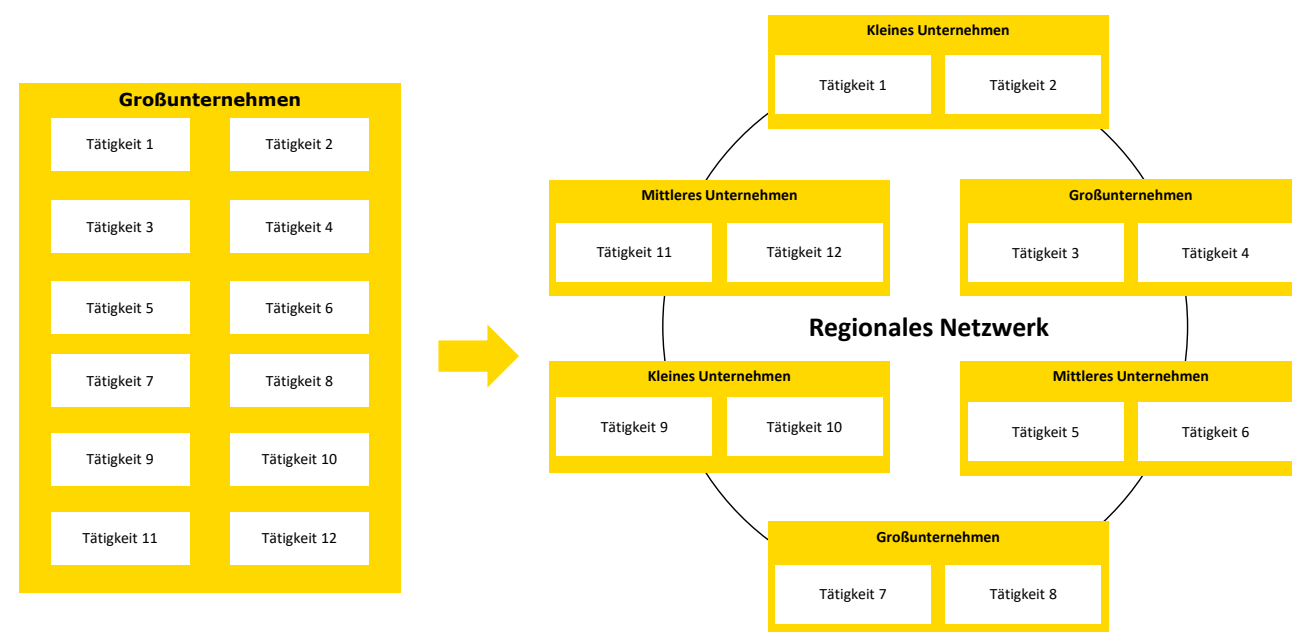 Großunternehmen
Tätigkeit 1
Tätigkeit 2
Tätigkeit 3
Tätigkeit 4
Tätigkeit 5
Tätigkeit 6
Tätigkeit 7
Tätigkeit 8
Tätigkeit 9
Tätigkeit 10
Tätigkeit 11
Tätigkeit 12
Kleines Unternehmen
Tätigkeit 1
Tätigkeit 2
Mittleres Unternehmen
Tätigkeit 11
Tätigkeit 12
Großunternehmen
Tätigkeit 3
Tätigkeit 4
Regionales Netzwerk
Kleines Unternehmen
Tätigkeit 9
Tätigkeit 10
Mittleres Unternehmen
Tätigkeit 5
Tätigkeit 6
Großunternehmen
Tätigkeit 7
Tätigkeit 8